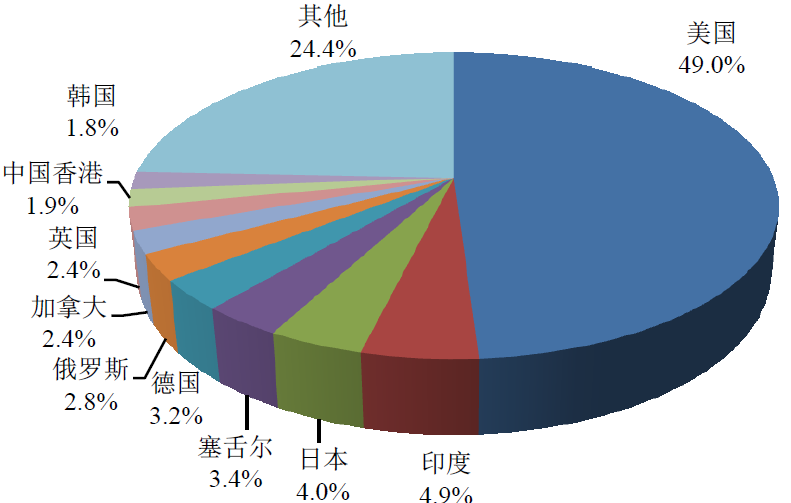 其他
24.4%
美国
49.0%
韩国
1.8%
中国香港
1.9%
英国
2.4%
加拿大
2.4%
俄罗斯
2.8%
德国
3.2%
塞舌尔
3.4%
日本
4.0%
印度
4.9%